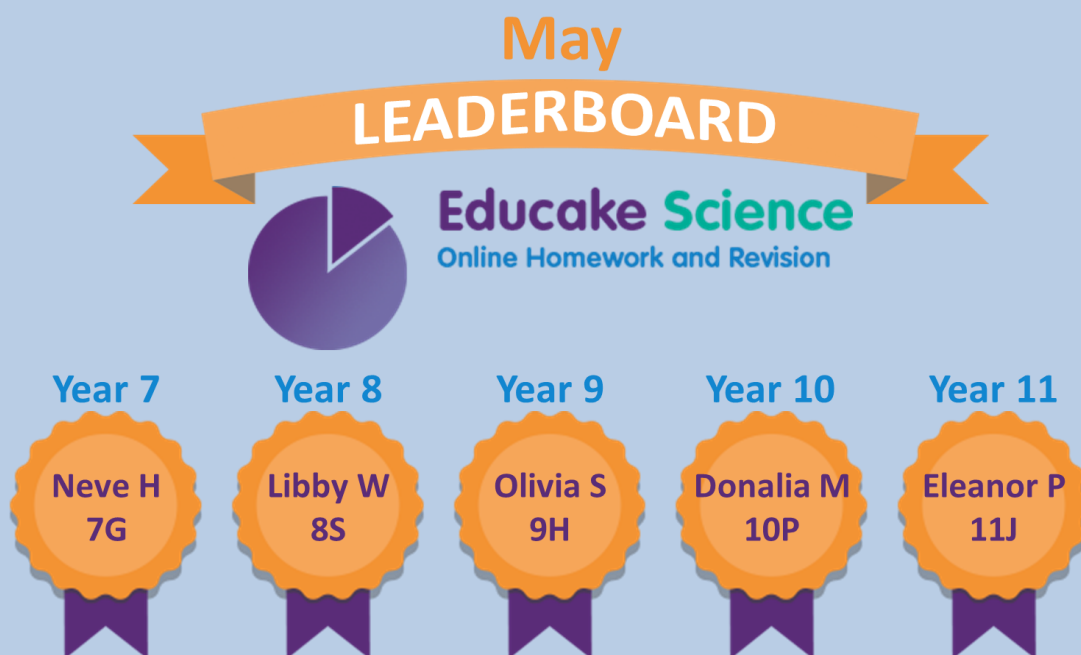 May
LEADERBOARD
Educake Science
Online Homework and Revision
Year 7
Year 8
Year 9
Year 10
Year 11
Neve H
7G
Libby W
8S
Olivia S
9H
Donalia M
10P
Eleanor P
11J